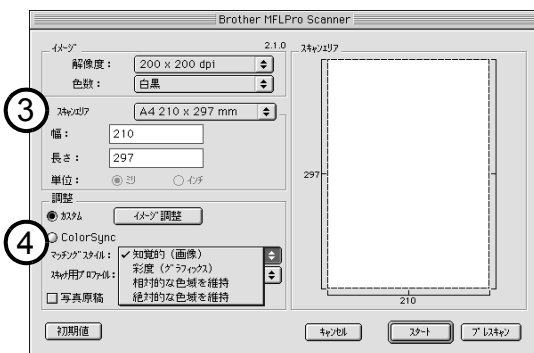 Brother MFLPro Scanner
イメージ 2.1.0
解像度： 200 x 200 dpi
色数： 白黒
③ スキャンエリア A4 210 x 297 mm
幅： 210
長さ： 297
単位： ミリ インチ
調整
カスタム イメージ調整
④ ColorSync
マッチングスタイル： ✓知覚的（画像）
彩度（グラフィックス）
スキャナ用プロファイル： 相対的な色域を維持
絶対的な色域を維持
写真原稿
初期値
スキャンエリア
297
210
キャンセル スタート プレスキャン